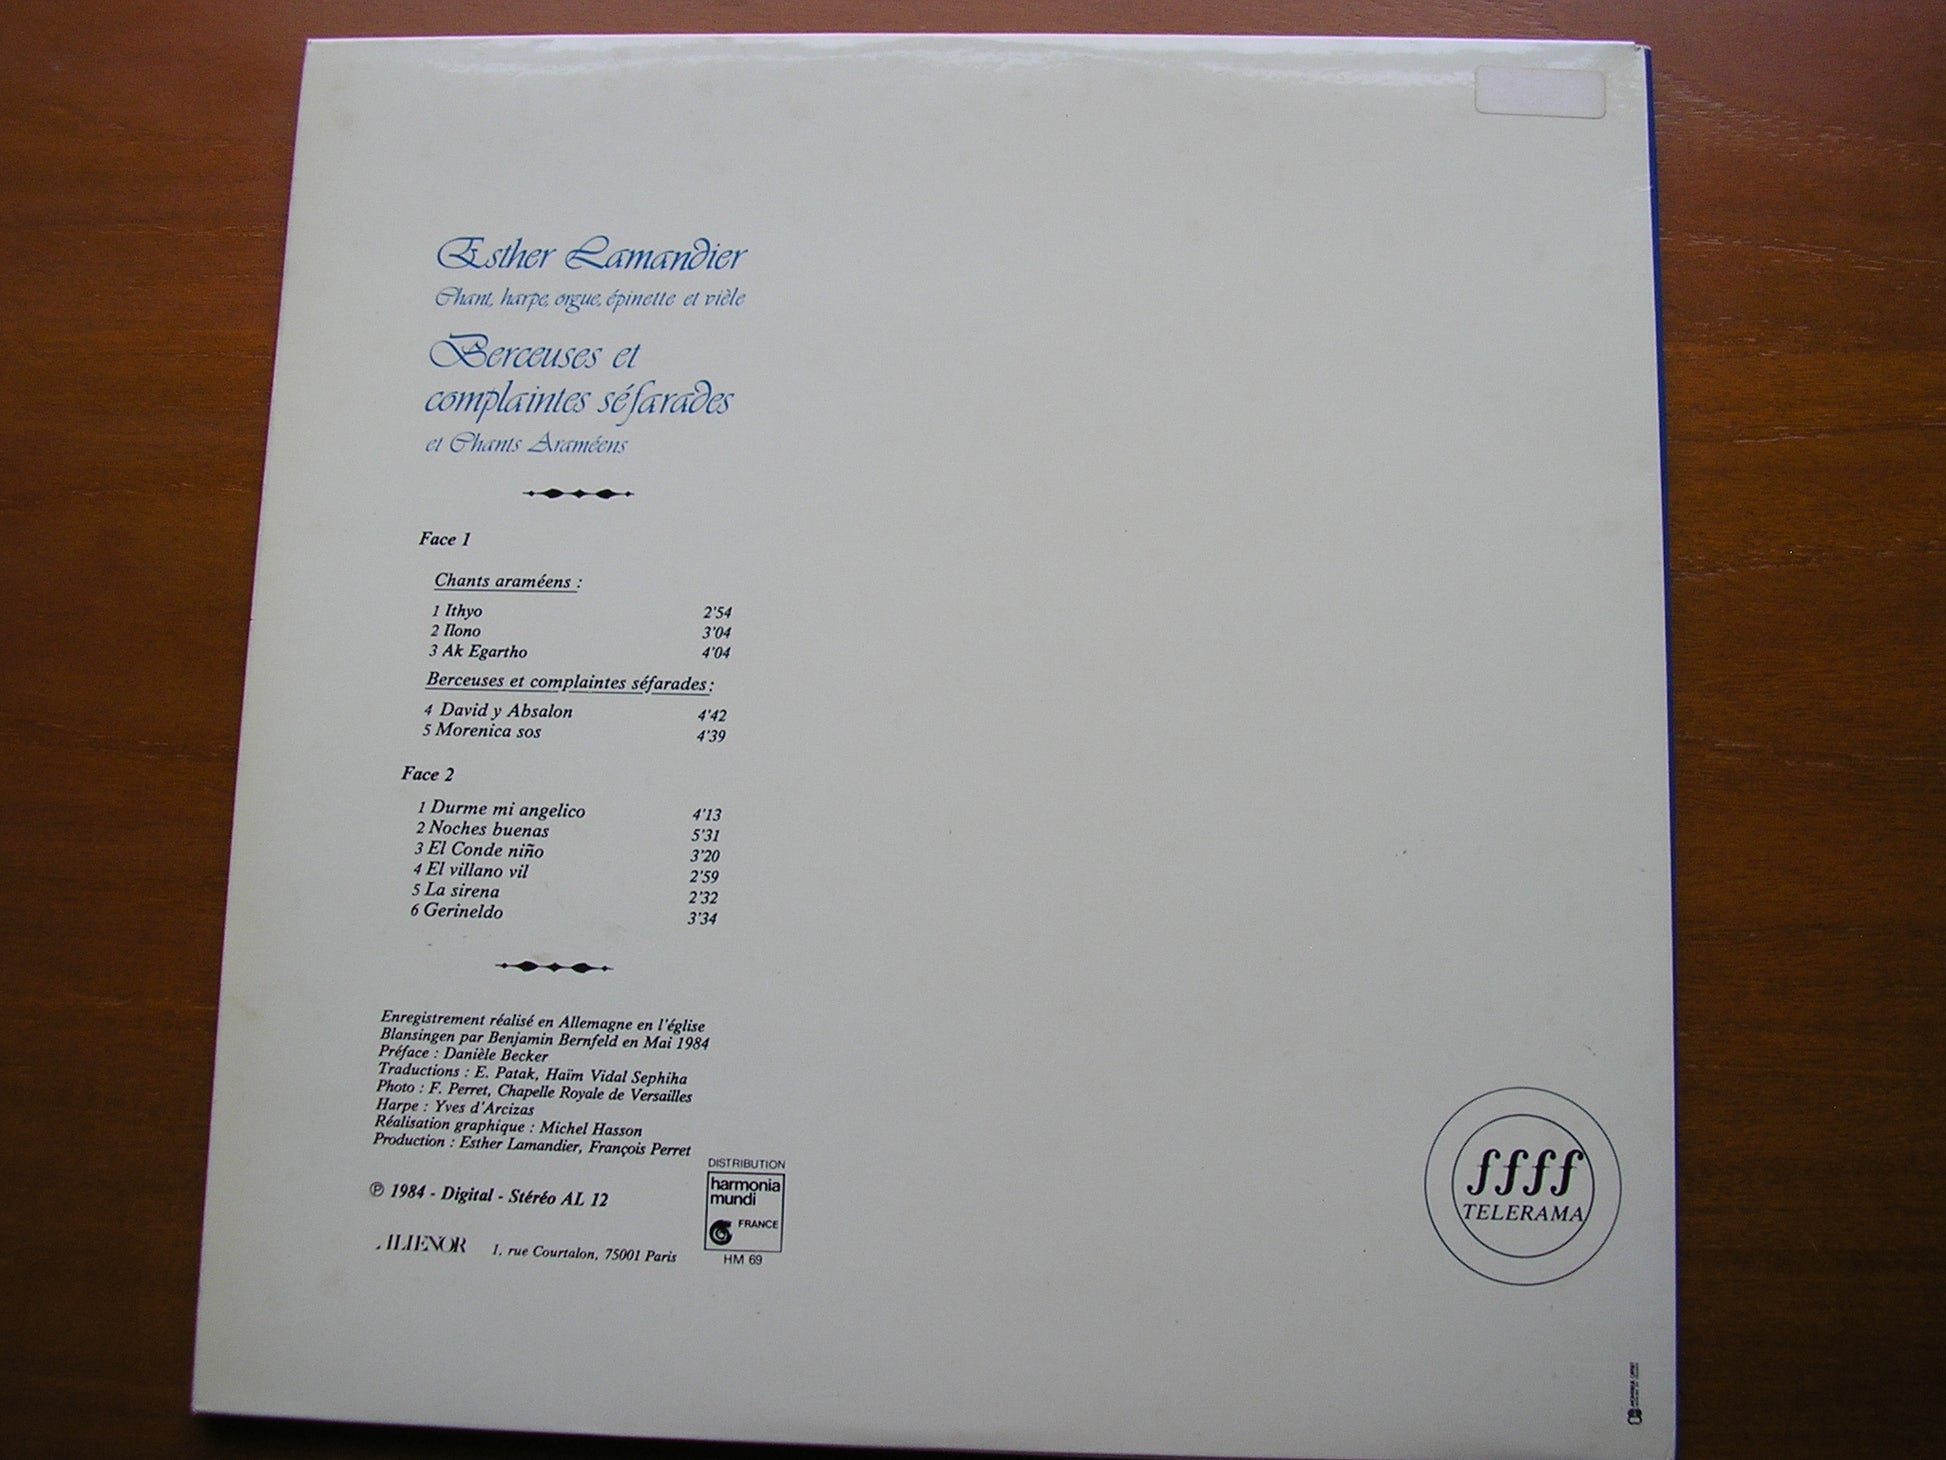 Esther Lamandier
Chant, harpe, orgue, épinette et vièle
Berceuses et
complaintes séfarades
et Chants Araméens
Face 1
Chants araméens :
1 Ithyo 2'54
2 Ilono 3'04
3 Ak Egartho 4'04
Berceuses et complaintes séfarades :
4 David y Absalon 4'42
5 Morenica sos 4'39
Face 2
1 Durme mi angelico 4'13
2 Noches buenas 5'31
3 El Conde niño 3'20
4 El villano vil 2'59
5 La sirena 2'32
6 Gerineldo 3'34
Enregistrement réalisé en Allemagne en l'église
Blansingen par Benjamin Bernfeld en Mai 1984
Préface : Danièle Becker
Traductions : E. Patak, Haïm Vidal Sephiha
Photo : F. Perret, Chapelle Royale de Versailles
Harpe : Yves d'Arcizas
Réalisation graphique : Michel Hasson
Production : Esther Lamandier, François Perret
℗ 1984 - Digital - Stéréo AL 12
ALIENOR 1, rue Courtalon, 75001 Paris
DISTRIBUTION
harmonia
mundi
FRANCE
HM 69
ffff
TELERAMA